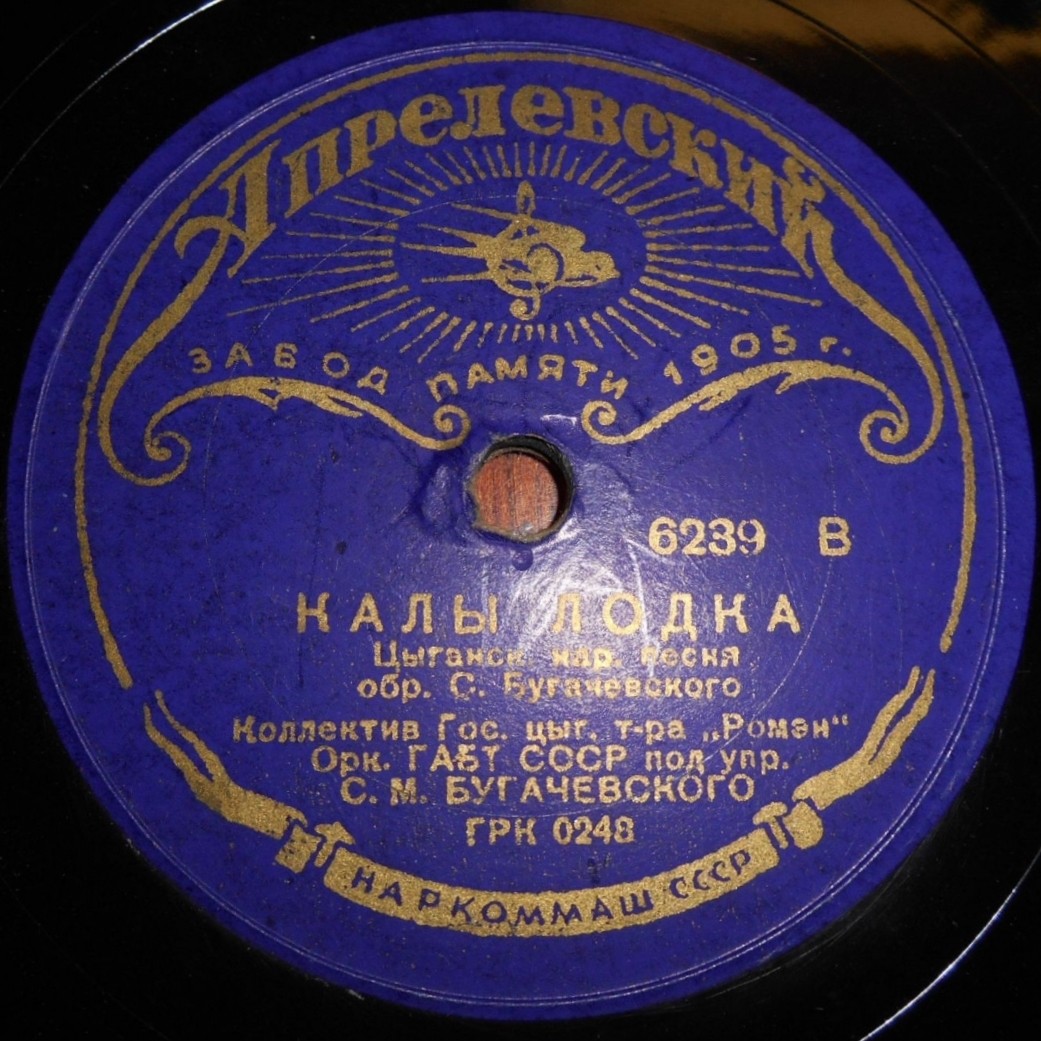 Апрелевский
ЗАВОД ПАМЯТИ 1905 г.
6239 В
КАЛЫ ЛОДКА
Цыганск. нар. песня
обр. С. Бугачевского
Коллектив Гос. цыг. т-ра „Ромэн“
Орк. ГАБТ СССР под упр.
С. М. БУГАЧЕВСКОГО
ГРК 0248
НАРКОММАШ СССР